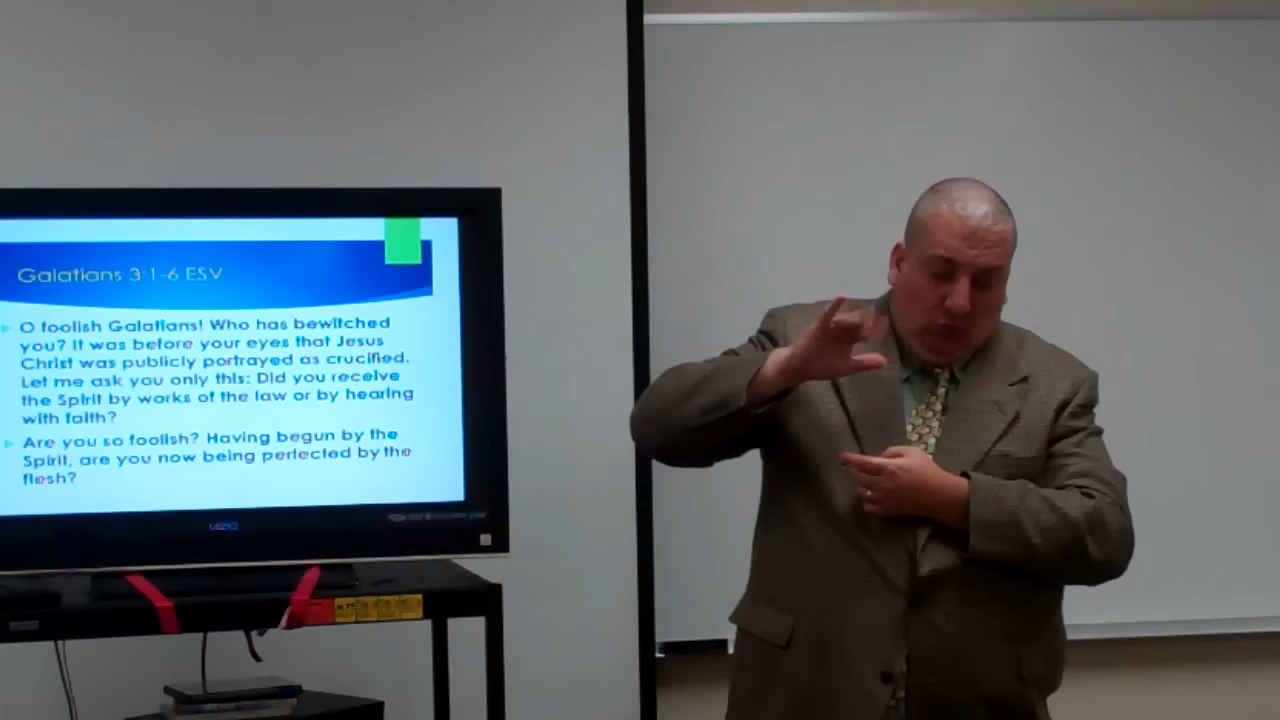 Galatians 3:1-6 ESV
O foolish Galatians! Who has bewitched
you? It was before your eyes that Jesus
Christ was publicly portrayed as crucified.
Let me ask you only this: Did you receive
the Spirit by works of the law or by hearing
with faith?
Are you so foolish? Having begun by the
Spirit, are you now being perfected by the
flesh?
VIZIO